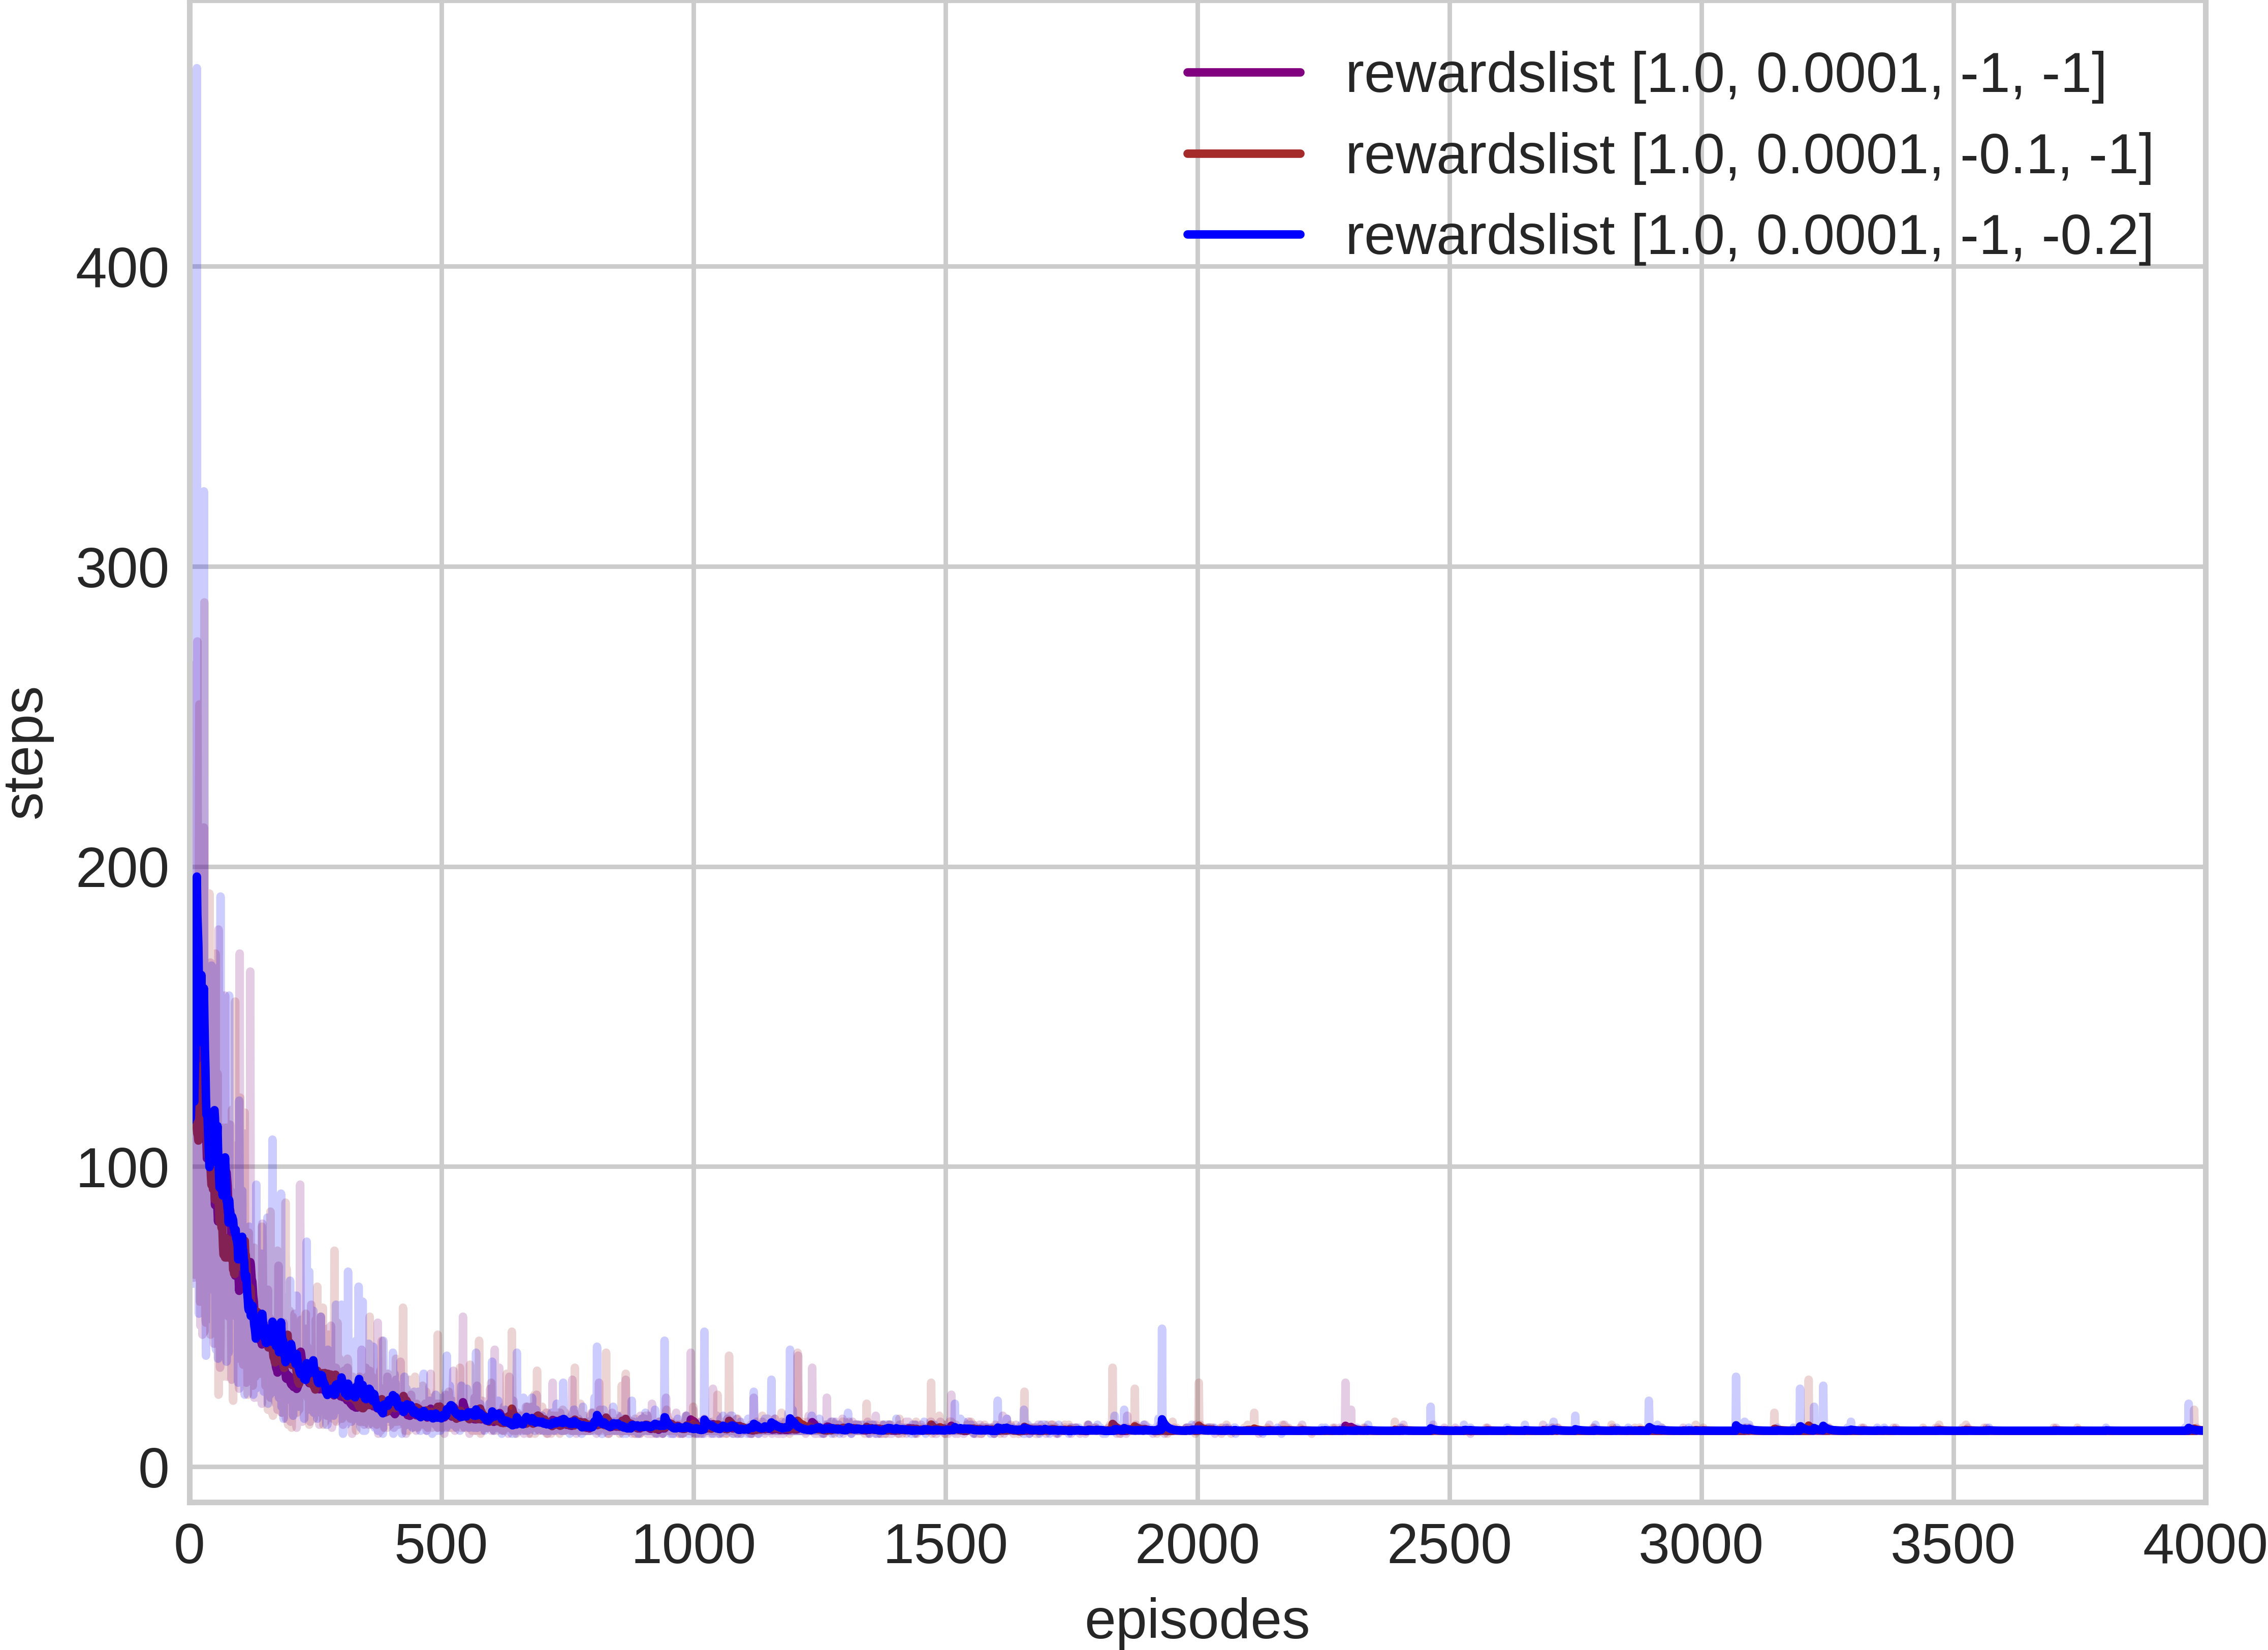 rewardslist [1.0, 0.0001, -1, -1]
rewardslist [1.0, 0.0001, -0.1, -1]
rewardslist [1.0, 0.0001, -1, -0.2]
400
300
200
100
0
steps
0 500 1000 1500 2000 2500 3000 3500 4000
episodes